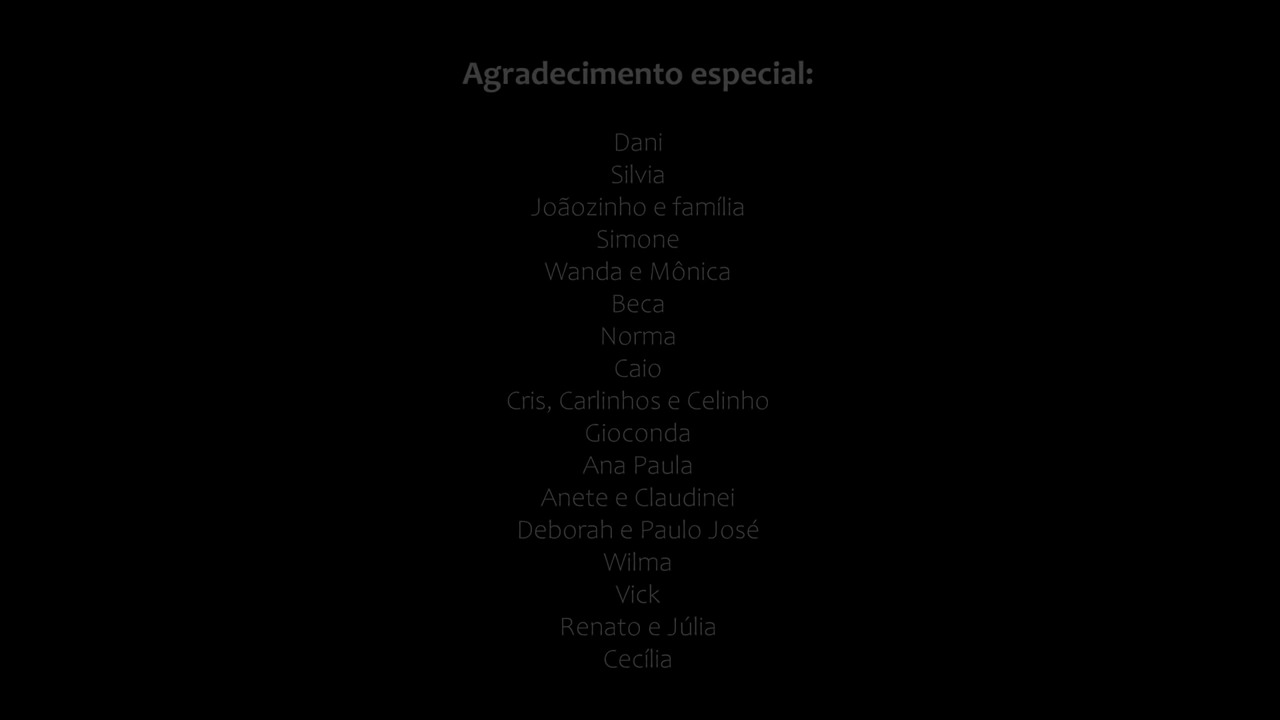 Agradecimento especial:
Dani
Silvia
Joãozinho e família
Simone
Wanda e Mônica
Beca
Norma
Caio
Cris, Carlinhos e Celinho
Gioconda
Ana Paula
Anete e Claudinei
Deborah e Paulo José
Wilma
Vick
Renato e Júlia
Cecília